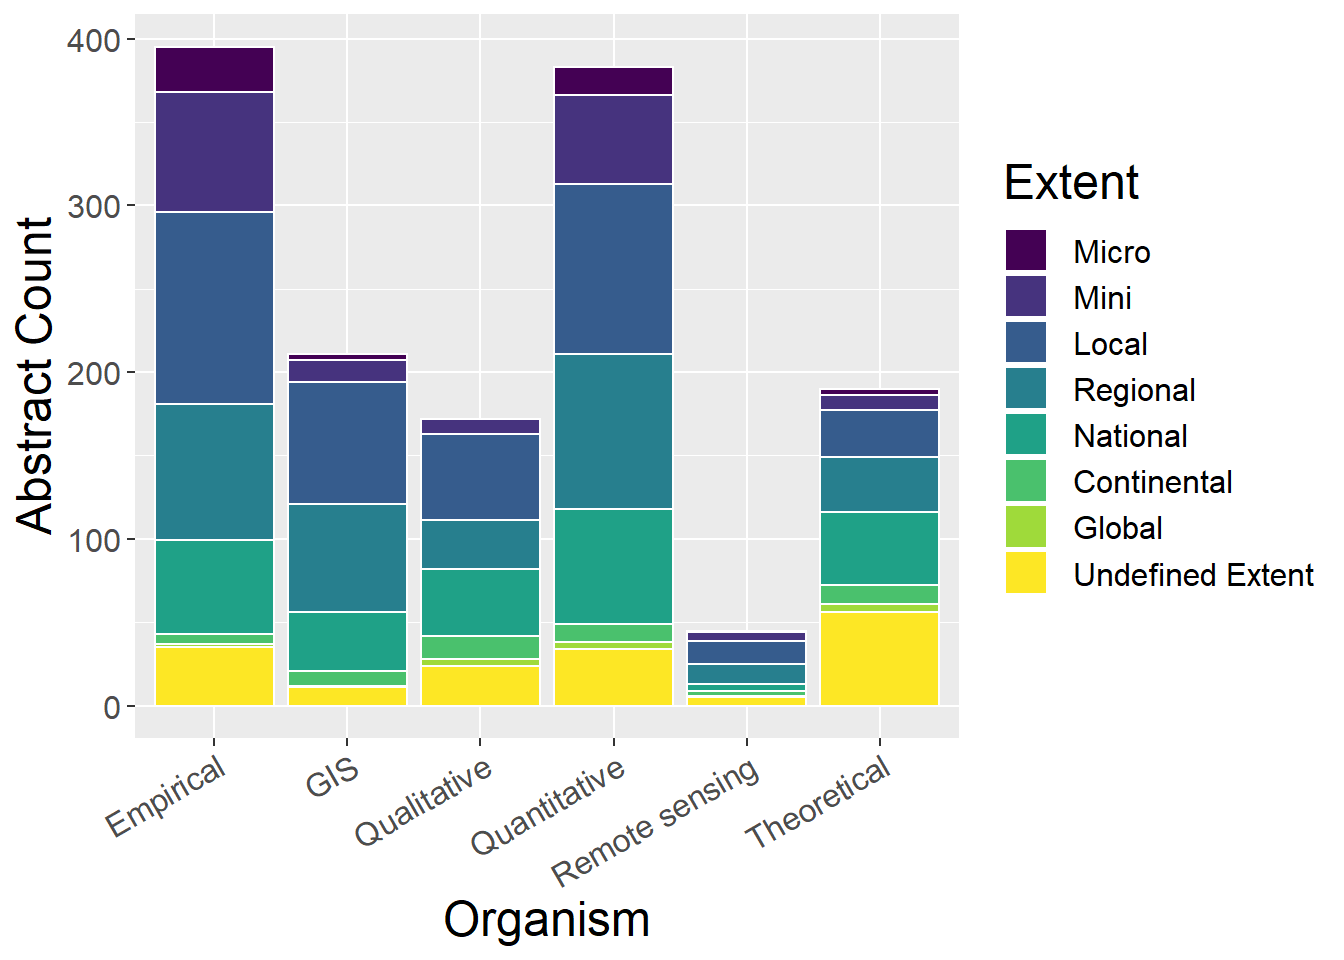 400
300
200
100
0
Abstract Count
Empirical
GIS
Qualitative
Quantitative
Remote sensing
Theoretical
Organism
Extent
Micro
Mini
Local
Regional
National
Continental
Global
Undefined Extent